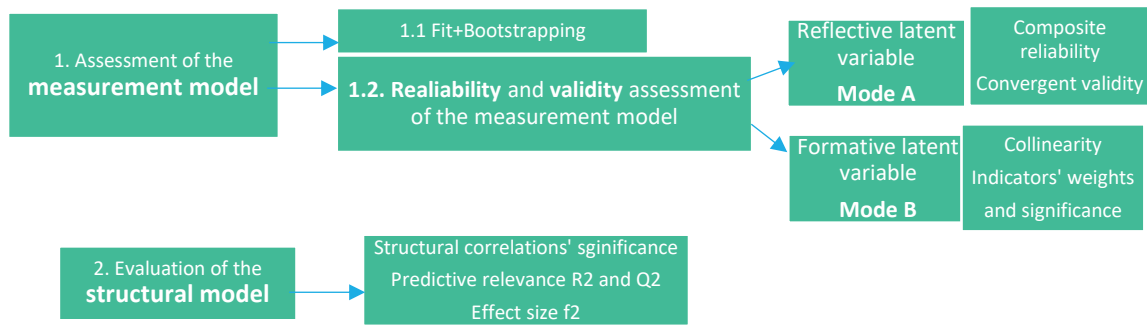 1. Assessment of the
measurement model
1.1 Fit+Bootstrapping
1.2. Realiability and validity assessment
of the measurement model
Reflective latent
variable
Mode A
Composite
reliability
Convergent validity
Formative latent
variable
Mode B
Collinearity
Indicators' weights
and significance
2. Evaluation of the
structural model
Structural correlations' sginificance
Predictive relevance R2 and Q2
Effect size f2